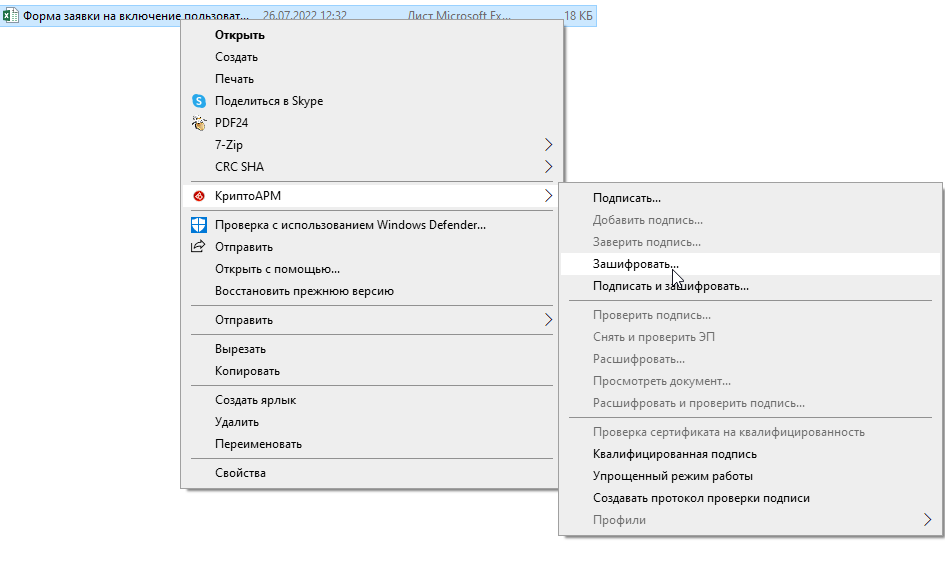 Форма заявки на включение пользоват... 26.07.2022 12:32 Лист Microsoft Ex... 18 КБ
Открыть
Создать
Печать
Поделиться в Skype
PDF24
7-Zip
CRC SHA
КриптоАРМ
Проверка с использованием Windows Defender...
Отправить
Открыть с помощью...
Восстановить прежнюю версию
Отправить
Вырезать
Копировать
Создать ярлык
Удалить
Переименовать
Свойства
Подписать...
Добавить подпись...
Заверить подпись...
Зашифровать...
Подписать и зашифровать...
Проверить подпись...
Снять и проверить ЭП
Расшифровать...
Просмотреть документ...
Расшифровать и проверить подпись...
Проверка сертификата на квалифицированность
Квалифицированная подпись
Упрощенный режим работы
Создавать протокол проверки подписи
Профили